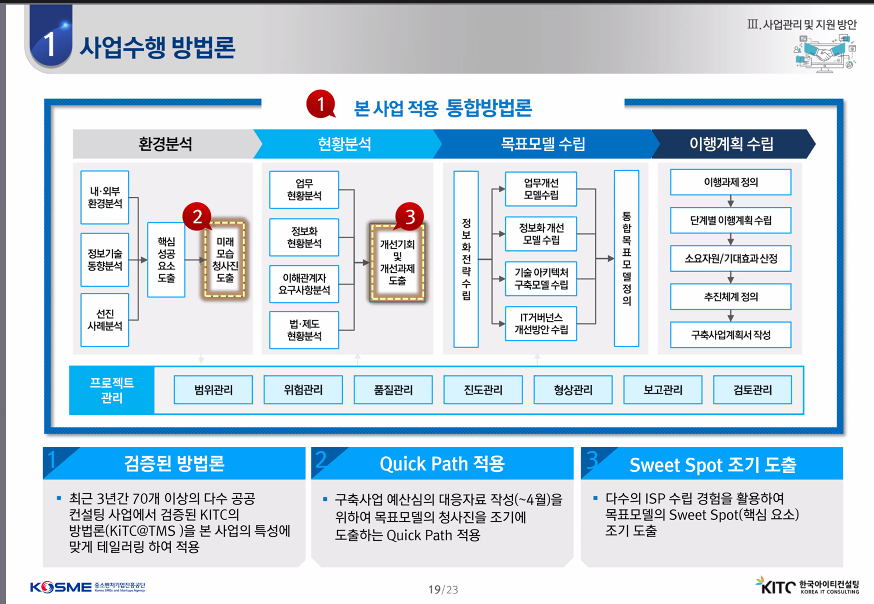 1
사업수행 방법론
Ⅲ. 사업관리 및 지원 방안
1
본 사업 적용 통합방법론
환경분석
현황분석
목표모델 수립
이행계획 수립
내·외부
환경분석
정보기술
동향분석
선진
사례분석
핵심
성공
요소
도출
2
미래
모습
청사진
도출
업무
현황분석
정보화
현황분석
이해관계자
요구사항분석
법·제도
현황분석
3
개선기회
및
개선과제
도출
정
보
화
전
략
수
립
업무개선
모델수립
정보화 개선
모델 수립
기술 아키텍처
구축모델 수립
IT거버넌스
개선방안 수립
통
합
목
표
모
델
정
의
이행과제 정의
단계별 이행계획 수립
소요자원/기대효과 산정
추진체계 정의
구축사업계획서 작성
프로젝트
관리
범위관리
위험관리
품질관리
진도관리
형상관리
보고관리
검토관리
1
검증된 방법론
▪ 최근 3년간 70개 이상의 다수 공공
컨설팅 사업에서 검증된 KITC의
방법론(KiTC@TMS )을 본 사업의 특성에
맞게 테일러링 하여 적용
2
Quick Path 적용
▪ 구축사업 예산심의 대응자료 작성(~4월)을
위하여 목표모델의 청사진을 조기에
도출하는 Quick Path 적용
3
Sweet Spot 조기 도출
▪ 다수의 ISP 수립 경험을 활용하여
목표모델의 Sweet Spot(핵심 요소)
조기 도출
KOSME 중소벤처기업진흥공단
Korea SMEs and Startups Agency
19/23
KITC 한국아이티컨설팅
KOREA IT CONSULTING